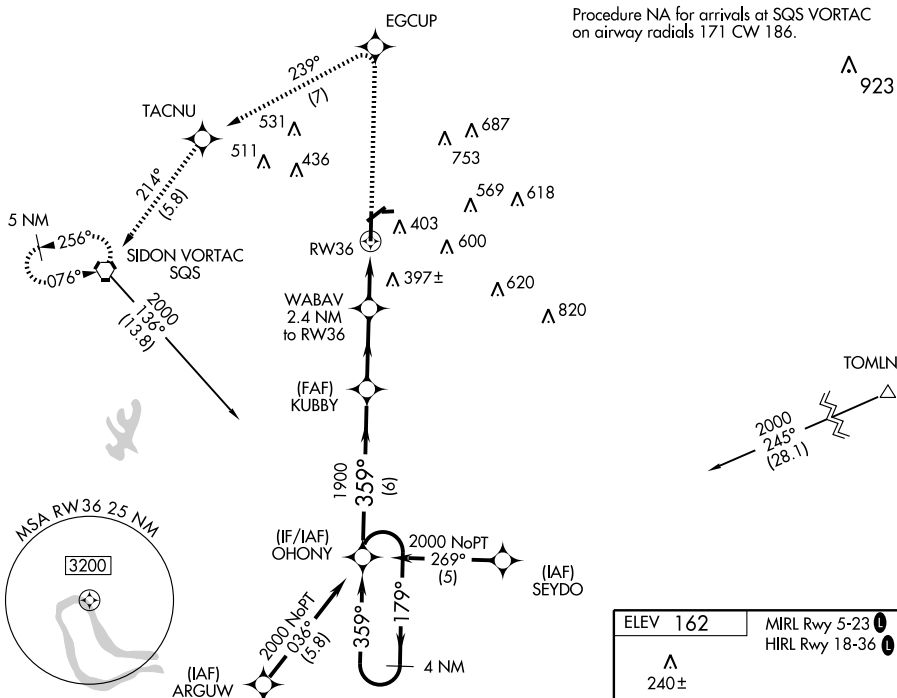 EGCUP
Procedure NA for arrivals at SQS VORTAC
on airway radials 171 CW 186.
923
239°
(7)
TACNU
531
511
436
687
753
569
618
214°
(5.8)
403
600
5 NM
256°
076°
SIDON VORTAC
SQS
RW36
397±
620
820
2000
136°
(13.8)
WABAV
2.4 NM
to RW36
TOMLN
(FAF)
KUBBY
2000
245°
(28.1)
1900
359°
(6)
MSA RW36 25 NM
3200
(IF/IAF)
OHONY
2000 NoPT
269°
(5)
(IAF)
SEYDO
359°
179°
2000 NoPT
036°
(5.8)
4 NM
(IAF)
ARGUW
ELEV 162
MIRL Rwy 5-23 L
HIRL Rwy 18-36 L
240±